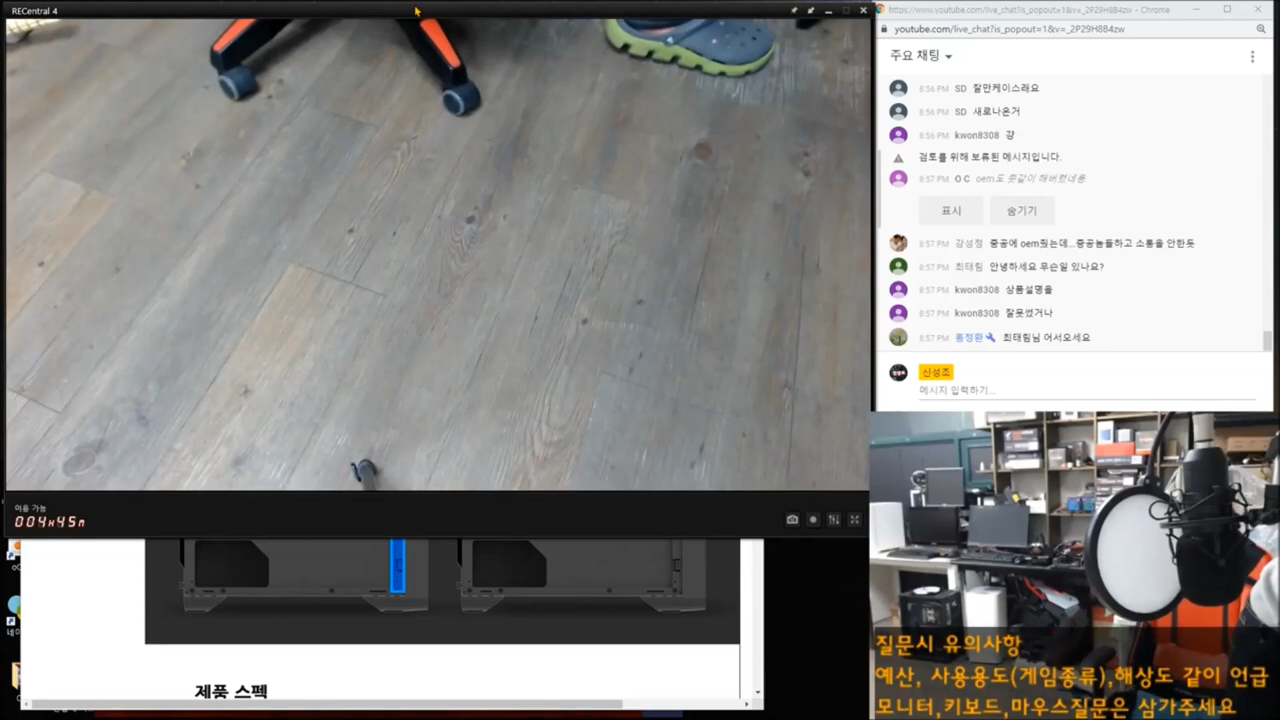 RECentral 4
이용 가능
004H45m
제품 스펙
https://www.youtube.com/live_chat?is_popout=1&v=_2P29H8B4zw - Chrome
youtube.com/live_chat?is_popout=1&v=_2P29H8B4zw
주요 채팅
8:56 PM SD 잘만케이스래요
8:56 PM SD 새로나온거
8:56 PM kwon8308 걍
검토를 위해 보류된 메시지입니다.
8:57 PM O C oem도 좃같이 해버렸네용
표시 숨기기
8:57 PM 강성정 중공에 oem줬는데...중공놈들하고 소통을 안한듯
8:57 PM 최태림 안녕하세요 무슨일 있나요?
8:57 PM kwon8308 상품설명을
8:57 PM kwon8308 잘못썼거나
8:57 PM 홍정환 최태림님 어서오세요
신성조
메시지 입력하기...
질문시 유의사항
예산, 사용용도(게임종류),해상도 같이 언급
모니터,키보드,마우스질문은 삼가주세요